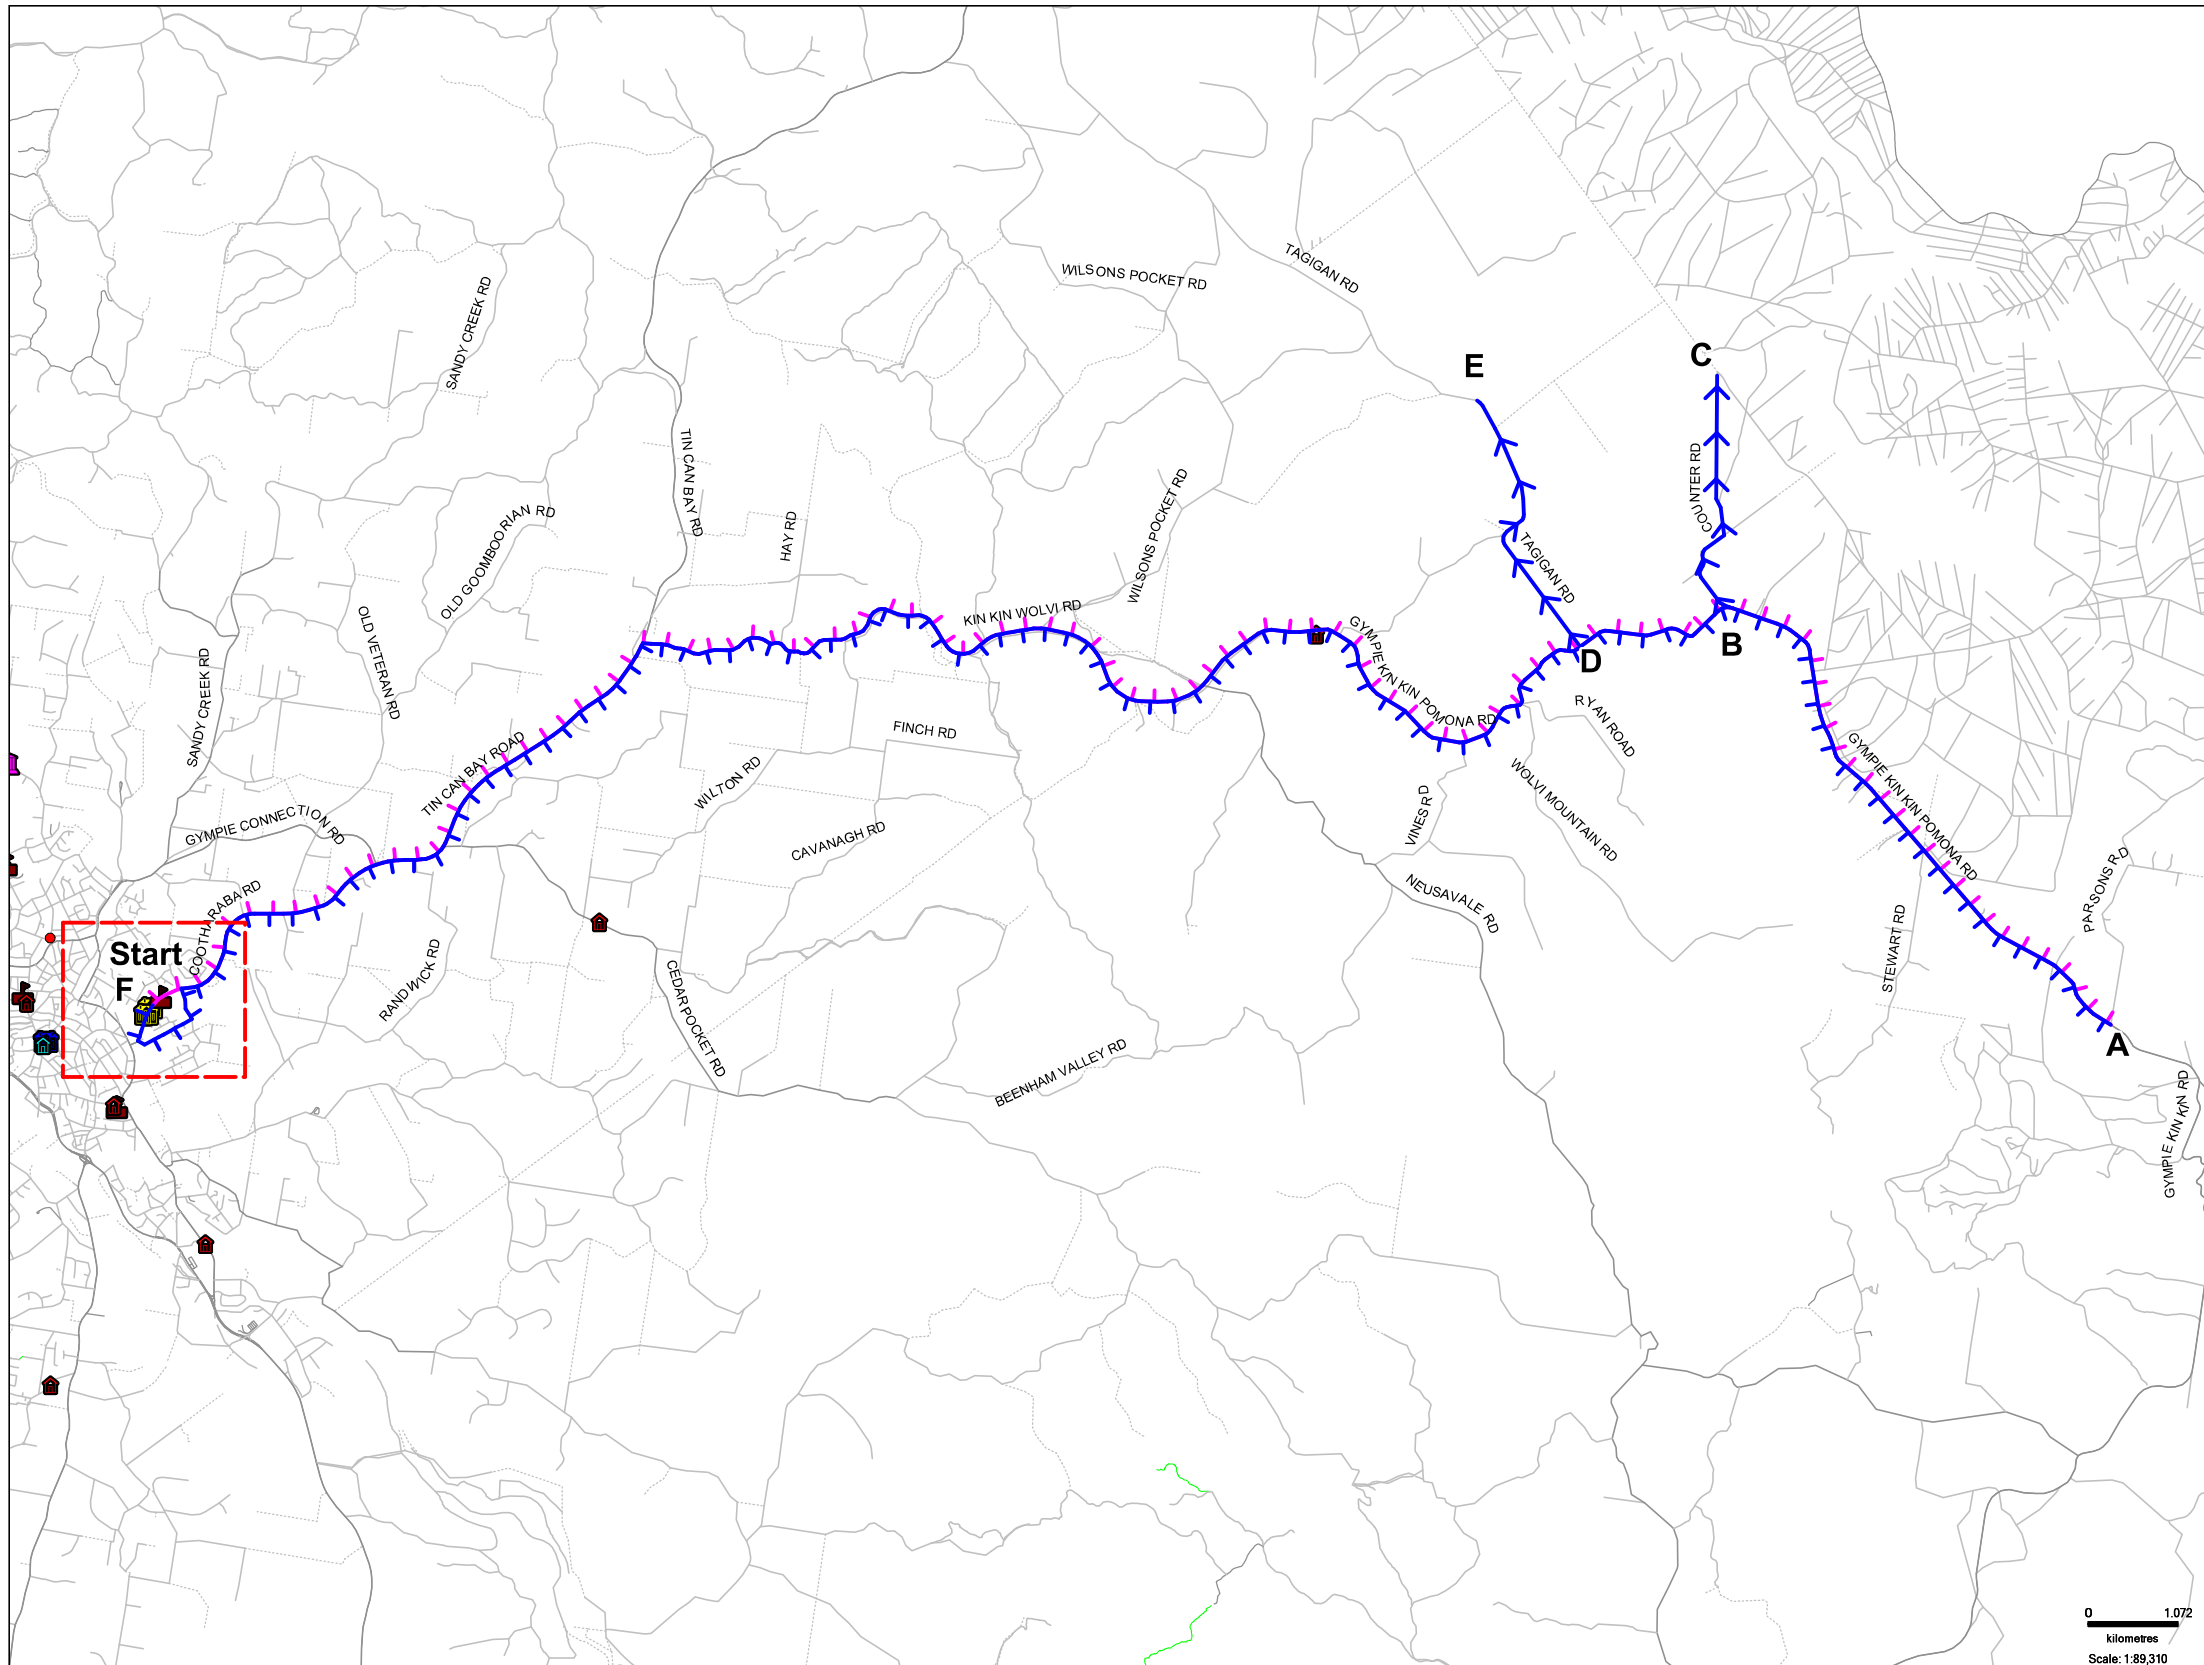 SANDY CREEK RD
WILSONS POCKET RD
TAGIGAN RD
E
C
TIN CAN BAY RD
HAY RD
OLD GOOMBOORIAN RD
WILSONS POCKET RD
COUNTER RD
TAGIGAN RD
OLD VETERAN RD
KIN KIN WOLVI RD
GYMPIE KIN KIN POMONA RD
D
B
SANDY CREEK RD
TIN CAN BAY ROAD
FINCH RD
RYAN ROAD
WILTON RD
WOLVI MOUNTAIN RD
GYMPIE KIN KIN POMONA RD
GYMPIE CONNECTION RD
CAVANAGH RD
VINES RD
PARSONS RD
COOTHARABA RD
NEUSAVALE RD
STEWART RD
Start
F
RANDWICK RD
CEDAR POCKET RD
A
BEENHAM VALLEY RD
GYMPIE KIN KIN RD
0 1.072
kilometres
Scale: 1:89,310